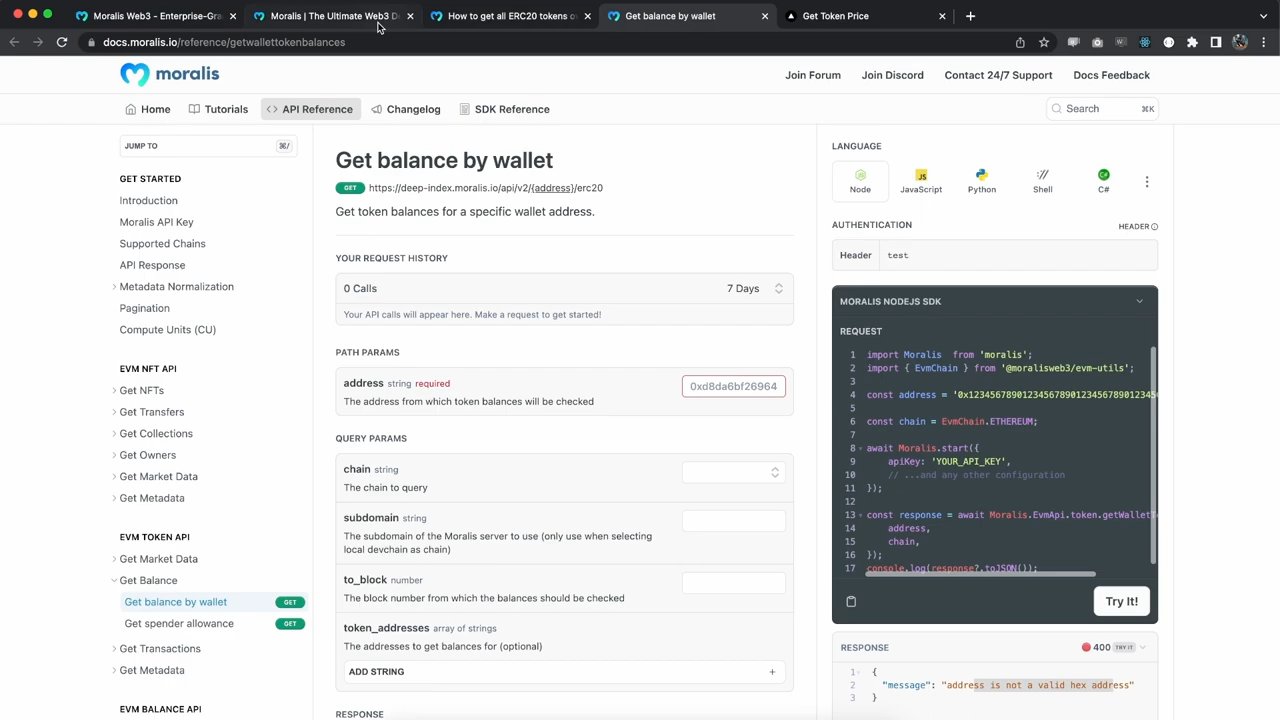 Moralis Web3 - Enterprise-Gra
Moralis | The Ultimate Web3 D
How to get all ERC20 tokens o
Get balance by wallet
Get Token Price
docs.moralis.io/reference/getwallettokenbalances
moralis
Join Forum
Join Discord
Contact 24/7 Support
Docs Feedback
Home
Tutorials
<> API Reference
Changelog
SDK Reference
Search
⌘K
JUMP TO
⌘/
GET STARTED
Introduction
Moralis API Key
Supported Chains
API Response
Metadata Normalization
Pagination
Compute Units (CU)
EVM NFT API
Get NFTs
Get Transfers
Get Collections
Get Owners
Get Market Data
Get Metadata
EVM TOKEN API
Get Market Data
Get Balance
Get balance by wallet GET
Get spender allowance GET
Get Transactions
Get Metadata
EVM BALANCE API
Get balance by wallet
GET https://deep-index.moralis.io/api/v2/{address}/erc20
Get token balances for a specific wallet address.
YOUR REQUEST HISTORY
0 Calls
7 Days
Your API calls will appear here. Make a request to get started!
PATH PARAMS
address string required
0xd8da6bf26964
The address from which token balances will be checked
QUERY PARAMS
chain string
The chain to query
subdomain string
The subdomain of the Moralis server to use (only use when selecting
local devchain as chain)
to_block number
The block number from which the balances should be checked
token_addresses array of strings
The addresses to get balances for (optional)
ADD STRING +
RESPONSE
LANGUAGE
JS
Node
JavaScript
Python
Shell
C#
AUTHENTICATION
HEADER
Header
test
MORALIS NODEJS SDK
REQUEST
1 import Moralis from 'moralis';
2 import { EvmChain } from '@moralisweb3/evm-utils';
3
4 const address = '0x123456789012345678901234567890123456
5
6 const chain = EvmChain.ETHEREUM;
7
8 await Moralis.start({
9 apiKey: 'YOUR_API_KEY',
10 // ...and any other configuration
11 });
12
13 const response = await Moralis.EvmApi.token.getWalletT
14 address,
15 chain,
16 });
17 console.log(response?.toJSON());
Try It!
RESPONSE
400 TRY IT
1 {
2 "message": "address is not a valid hex address"
3 }